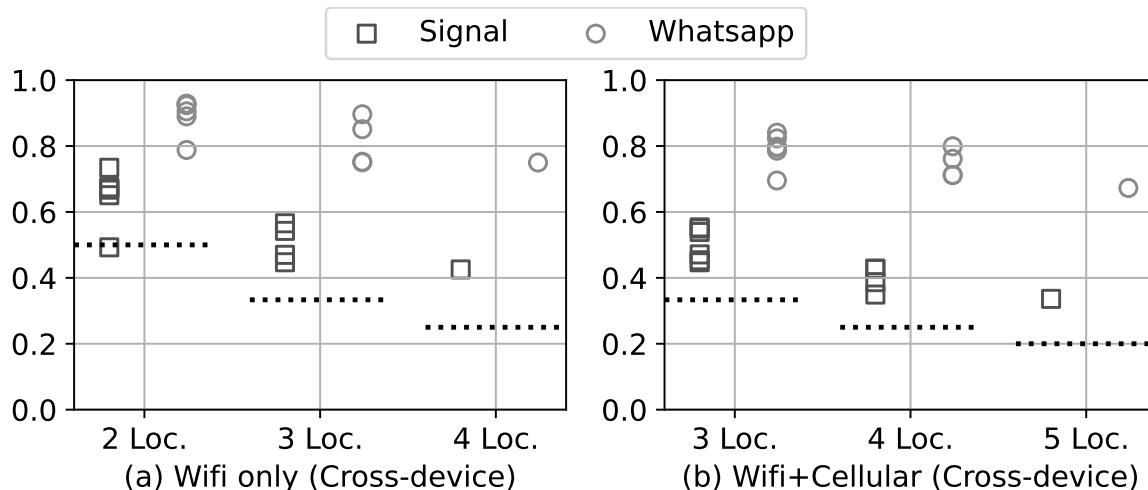 Signal Whatsapp
1.0
0.8
0.6
0.4
0.2
0.0
2 Loc. 3 Loc. 4 Loc.
(a) Wifi only (Cross-device)
1.0
0.8
0.6
0.4
0.2
0.0
3 Loc. 4 Loc. 5 Loc.
(b) Wifi+Cellular (Cross-device)